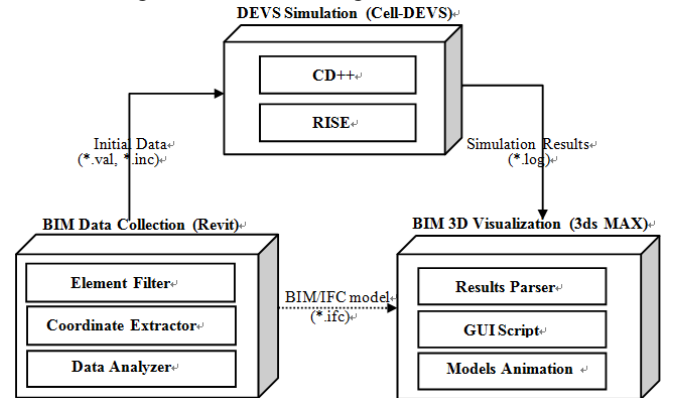 DEVS Simulation (Cell-DEVS)
CD++
RISE
Initial Data
(*.val, *.inc)
Simulation Results
(*.log)
BIM Data Collection (Revit)
BIM 3D Visualization (3ds MAX)
Element Filter
Coordinate Extractor
Data Analyzer
BIM/IFC model
(*.ifc)
Results Parser
GUI Script
Models Animation